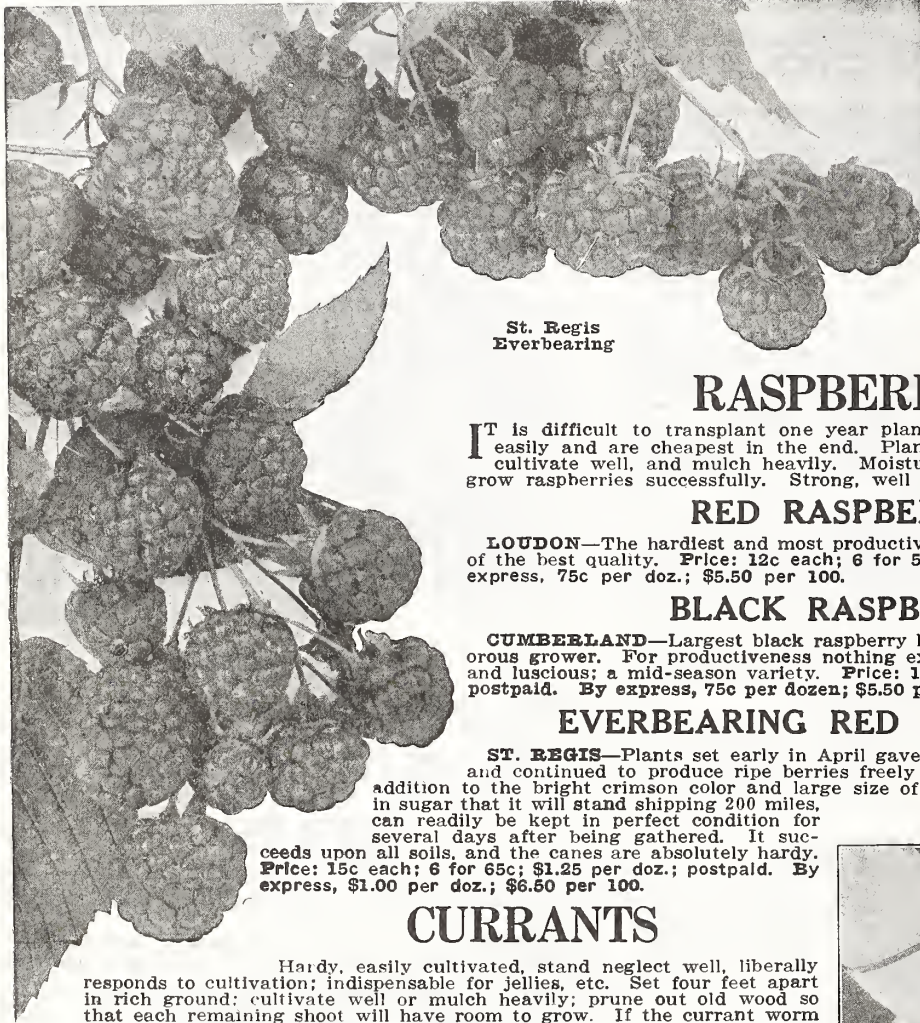 St. Regis
Everbearing
RASPBER
IT is difficult to transplant one year plan
easily and are cheapest in the end. Plan
cultivate well, and mulch heavily. Moistu
grow raspberries successfully. Strong, well
RED RASPBE
LOUDON—The hardiest and most productiv
of the best quality. Price: 12c each; 6 for 5
express, 75c per doz.; $5.50 per 100.
BLACK RASPB
CUMBERLAND—Largest black raspberry
orous grower. For productiveness nothing ex
and luscious; a mid-season variety. Price: 1
postpaid. By express, 75c per dozen; $5.50 p
EVERBEARING RED
ST. REGIS—Plants set early in April gave
and continued to produce ripe berries freely
addition to the bright crimson color and large size of
in sugar that it will stand shipping 200 miles,
can readily be kept in perfect condition for
several days after being gathered. It suc-
ceeds upon all soils, and the canes are absolutely hardy.
Price: 15c each; 6 for 65c; $1.25 per doz.; postpaid. By
express, $1.00 per doz.; $6.50 per 100.
CURRANTS
Hardy, easily cultivated, stand neglect well, liberally
responds to cultivation; indispensable for jellies, etc. Set four feet apart
in rich ground; cultivate well or mulch heavily; prune out old wood so
that each remaining shoot will have room to grow. If the currant worm